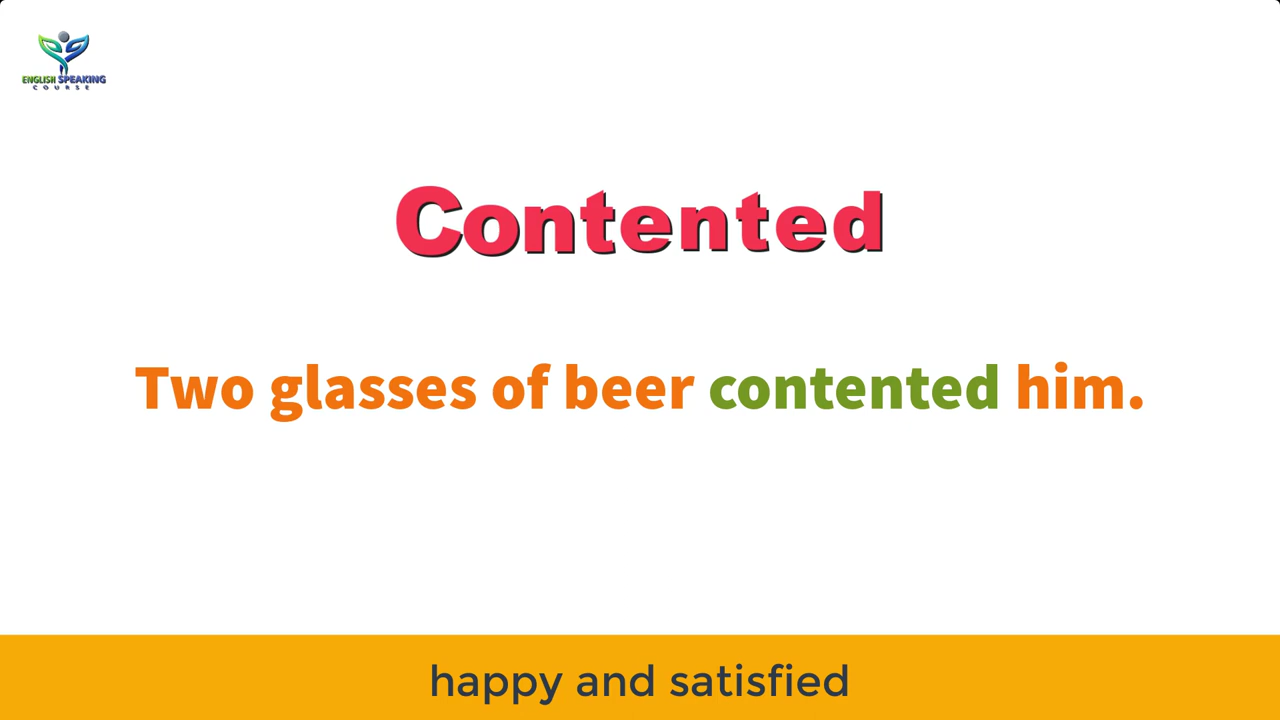 ENGLISH SPEAKING
COURSE
Contented
Two glasses of beer contented him.
happy and satisfied